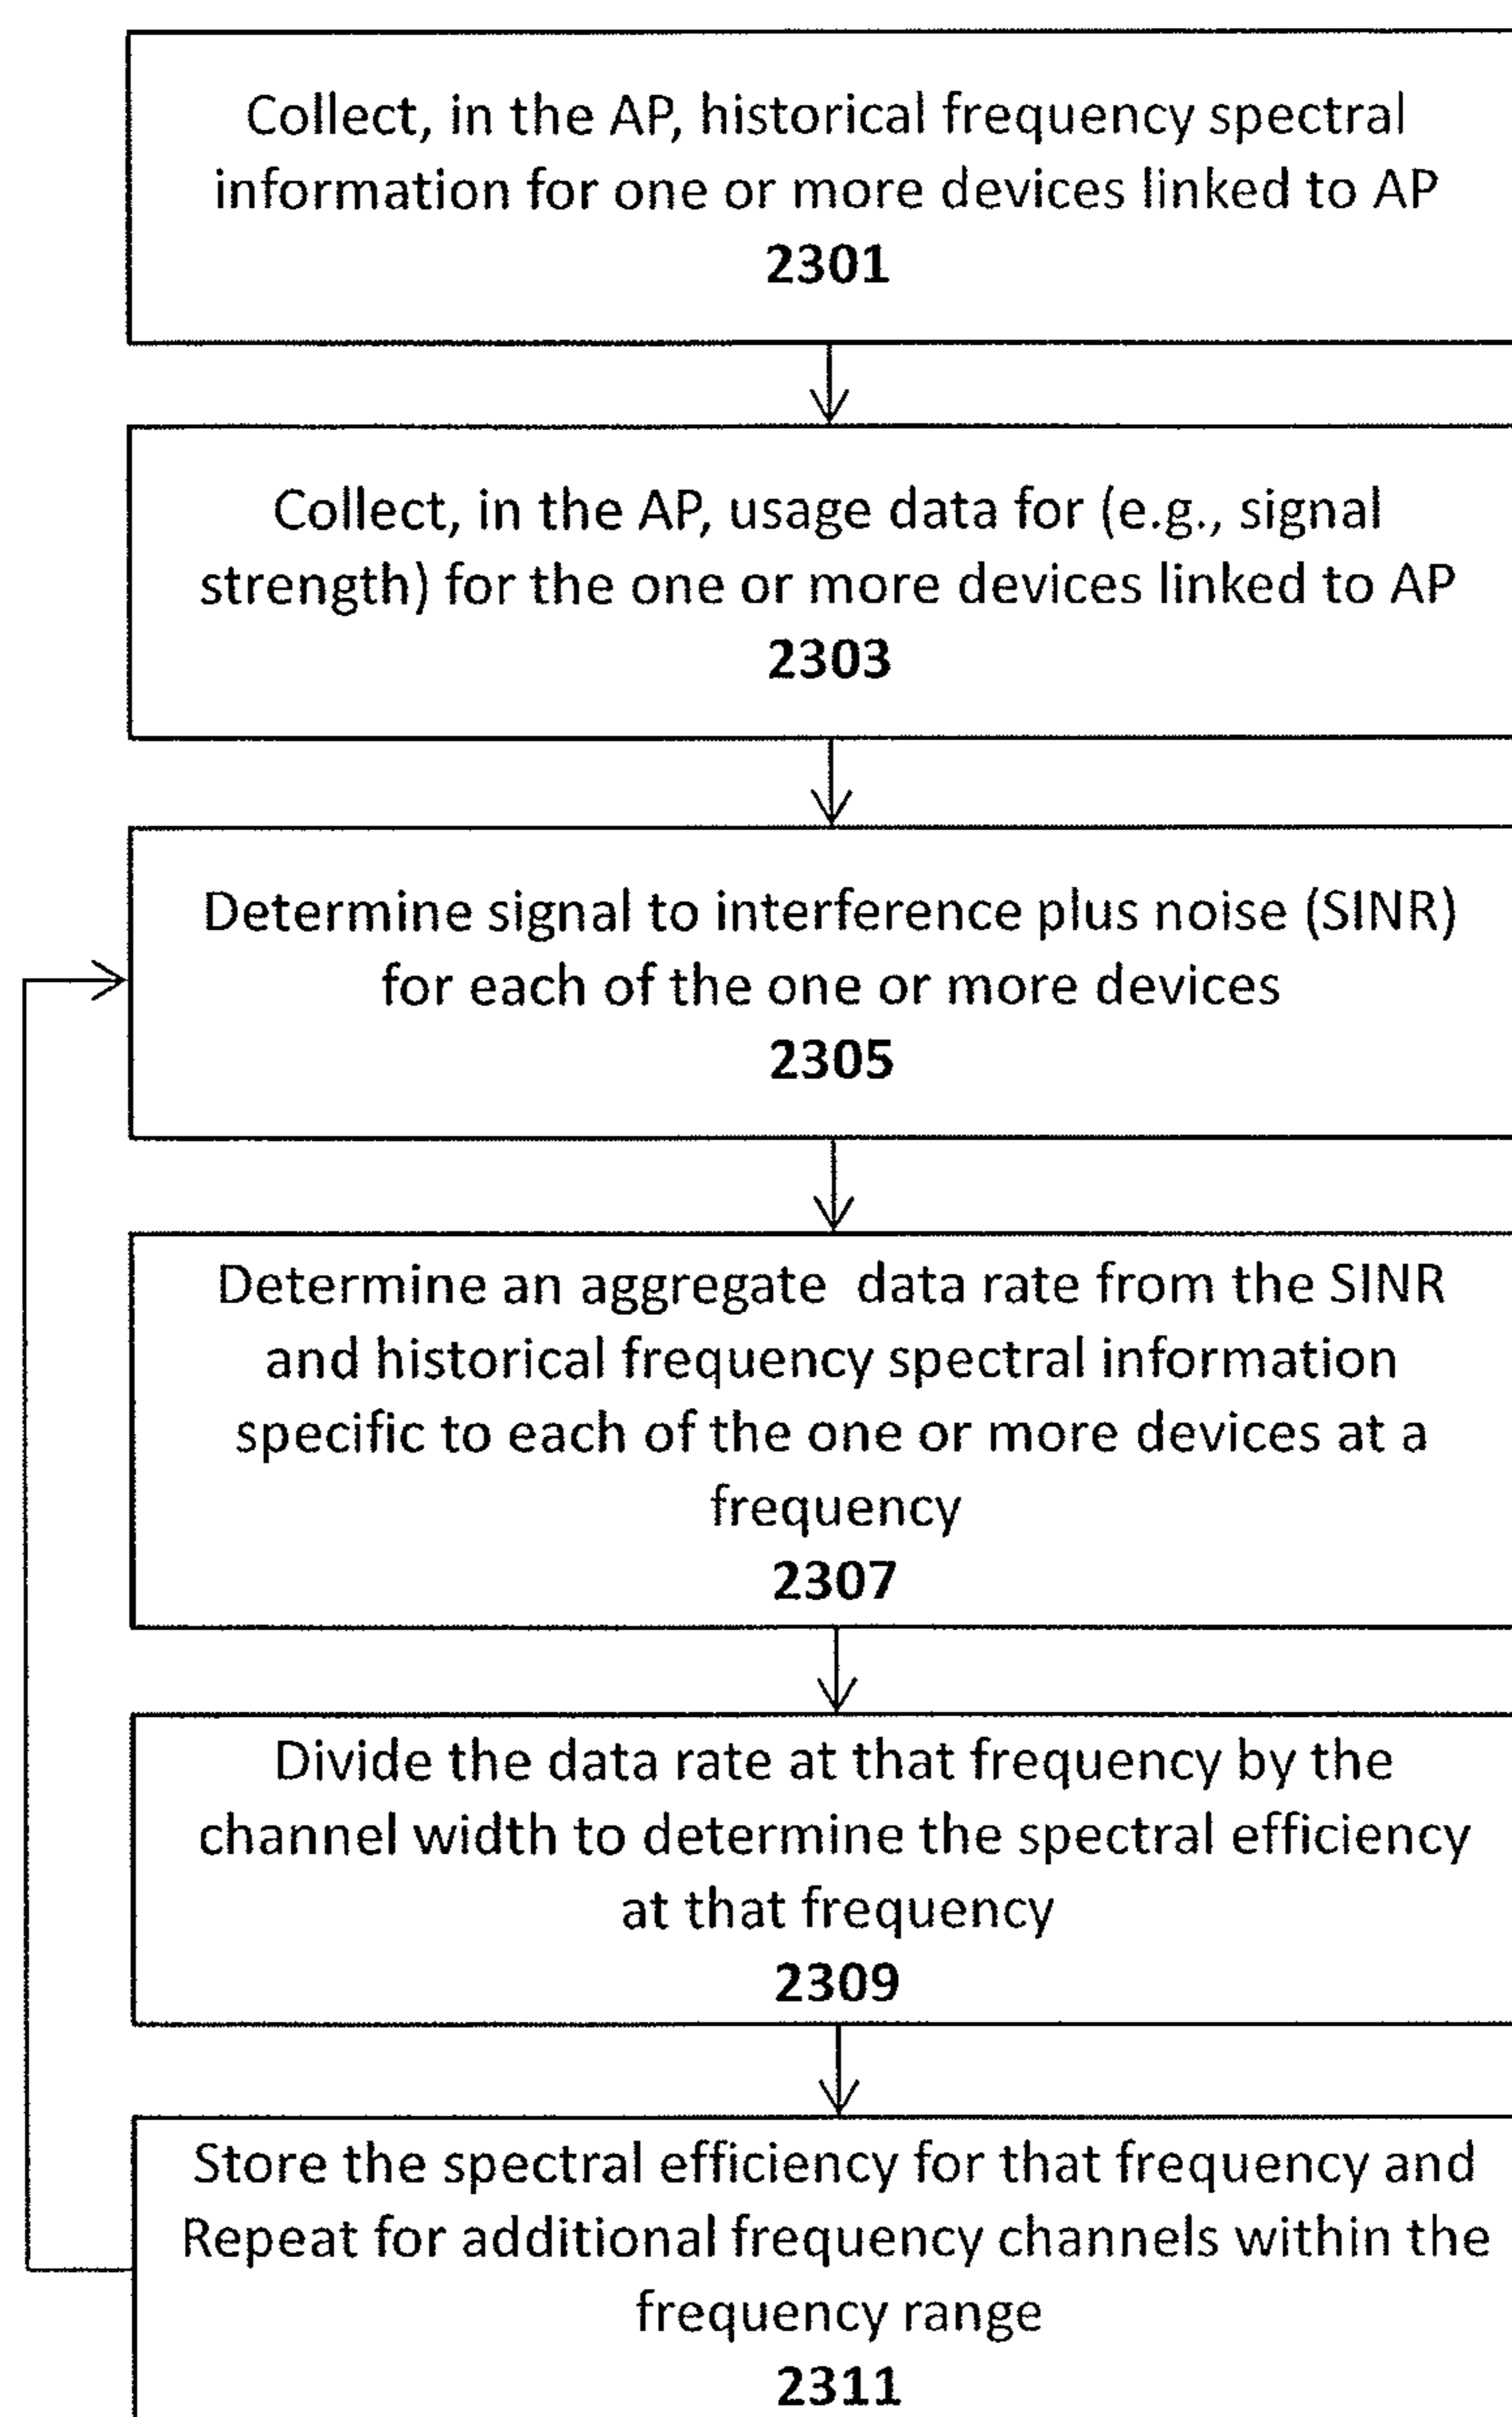 Collect, in the AP, historical frequency spectral
information for one or more devices linked to AP
2301
Collect, in the AP, usage data for (e.g., signal
strength) for the one or more devices linked to AP
2303
Determine signal to interference plus noise (SINR)
for each of the one or more devices
2305
Determine an aggregate data rate from the SINR
and historical frequency spectral information
specific to each of the one or more devices at a
frequency
2307
Divide the data rate at that frequency by the
channel width to determine the spectral efficiency
at that frequency
2309
Store the spectral efficiency for that frequency and
Repeat for additional frequency channels within the
frequency range
2311